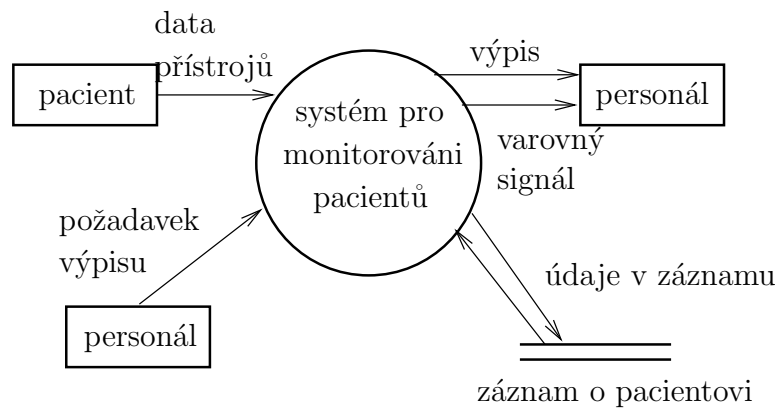 data
přístrojů
pacient
systém pro
monitorováni
pacientů
výpis
personál
varovný
signál
požadavek
výpisu
personál
údaje v záznamu
záznam o pacientovi